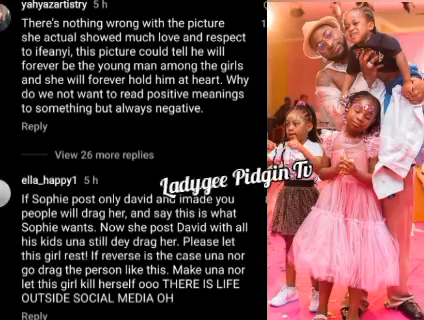 yahyazartistry 5 h
There's nothing wrong with the picture
she actual showed much love and respect
to ifeanyi, this picture could tell he will
forever be the young man among the girls
and she will forever hold him at heart. Why
do we not want to read positive meanings
to something but always negative.
Reply
View 26 more replies
ella_happy1 5 h
Ladygee Pidgin Tv
If Sophie post only david and imade you
people will drag her, and say this is what
Sophie wants. Now she post David with all
his kids una still dey drag her. Please let
this girl rest! If reverse is the case una nor
go drag the person like this. Make una nor
let this girl kill herself ooo THERE IS LIFE
OUTSIDE SOCIAL MEDIA OH
Reply